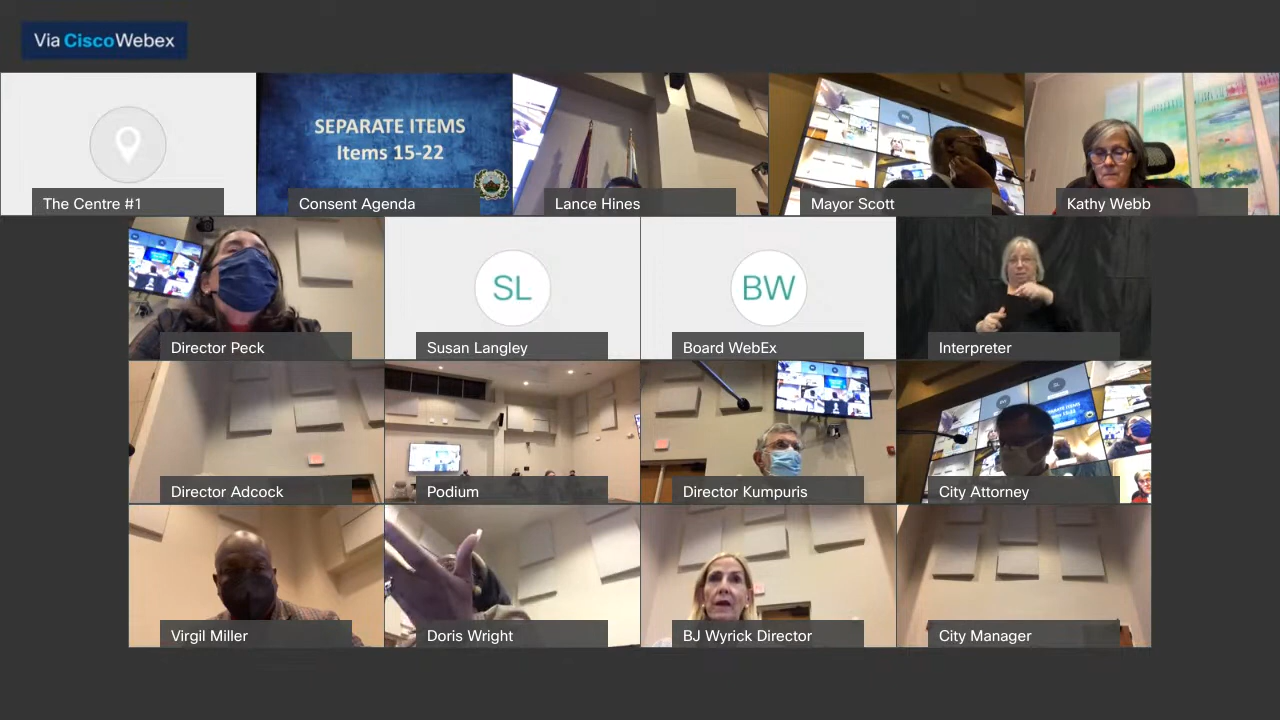 Via Cisco Webex
SEPARATE ITEMS
Items 15-22
The Centre #1
Consent Agenda
Lance Hines
Mayor Scott
Kathy Webb
SL
BW
Director Peck
Susan Langley
Board WebEx
Interpreter
Director Adcock
Podium
Director Kumpuris
City Attorney
Virgil Miller
Doris Wright
BJ Wyrick Director
City Manager